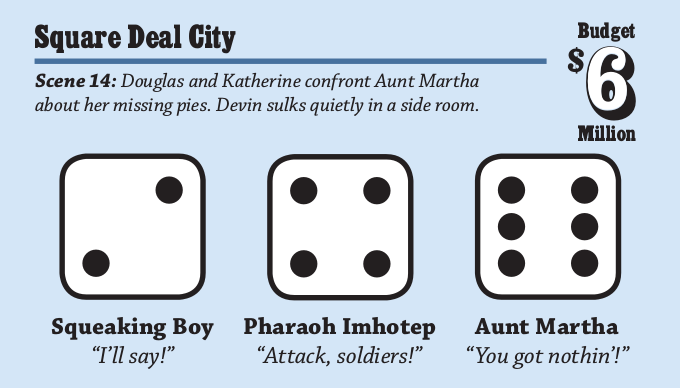 Square Deal City
Budget
$6
Million
Scene 14: Douglas and Katherine confront Aunt Martha
about her missing pies. Devin sulks quietly in a side room.
Squeaking Boy
“I’ll say!”
Pharaoh Imhotep
“Attack, soldiers!”
Aunt Martha
“You got nothin’!”